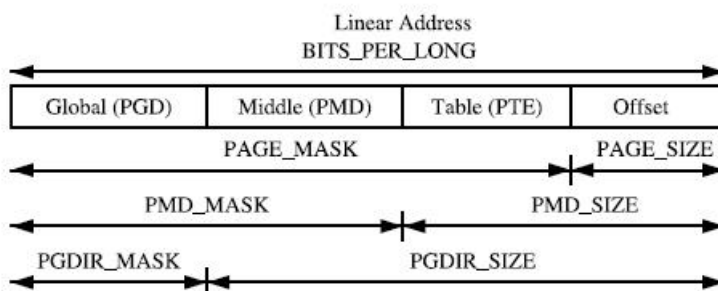 Linear Address
BITS_PER_LONG
Global (PGD) Middle (PMD) Table (PTE) Offset
PAGE_MASK PAGE_SIZE
PMD_MASK PMD_SIZE
PGDIR_MASK PGDIR_SIZE